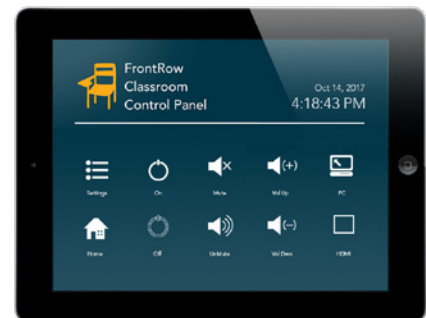 FrontRow
Classroom
Control Panel
Oct 14, 2017
4:18:43 PM
Settings
On
Mute
(+)
Vol Up
PC
Home
Off
UnMute
(−)
Vol Dwn
HDMI